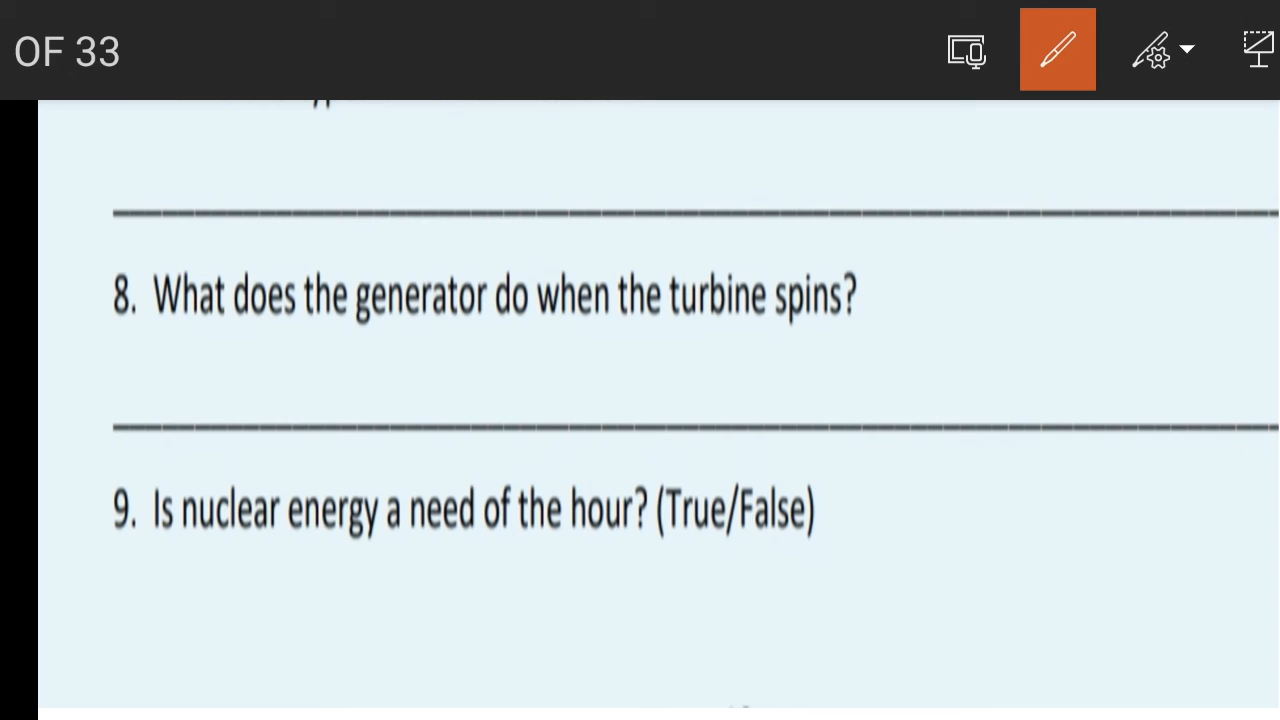 OF 33
8. What does the generator do when the turbine spins?
9. Is nuclear energy a need of the hour? (True/False)